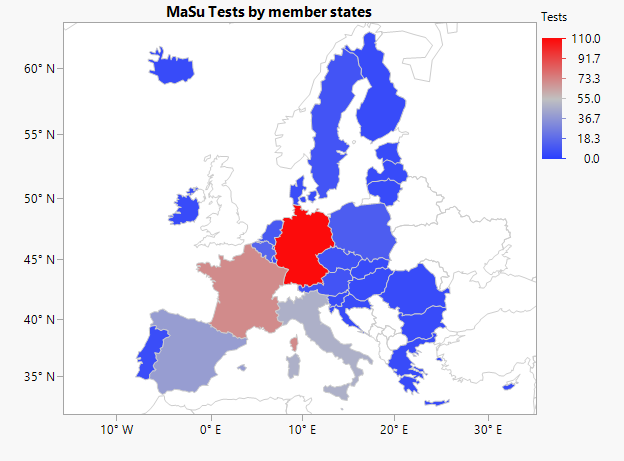 MaSu Tests by member states
Tests
110.0
91.7
73.3
55.0
36.7
18.3
0.0
60° N
55° N
50° N
45° N
40° N
35° N
10° W
0° E
10° E
20° E
30° E